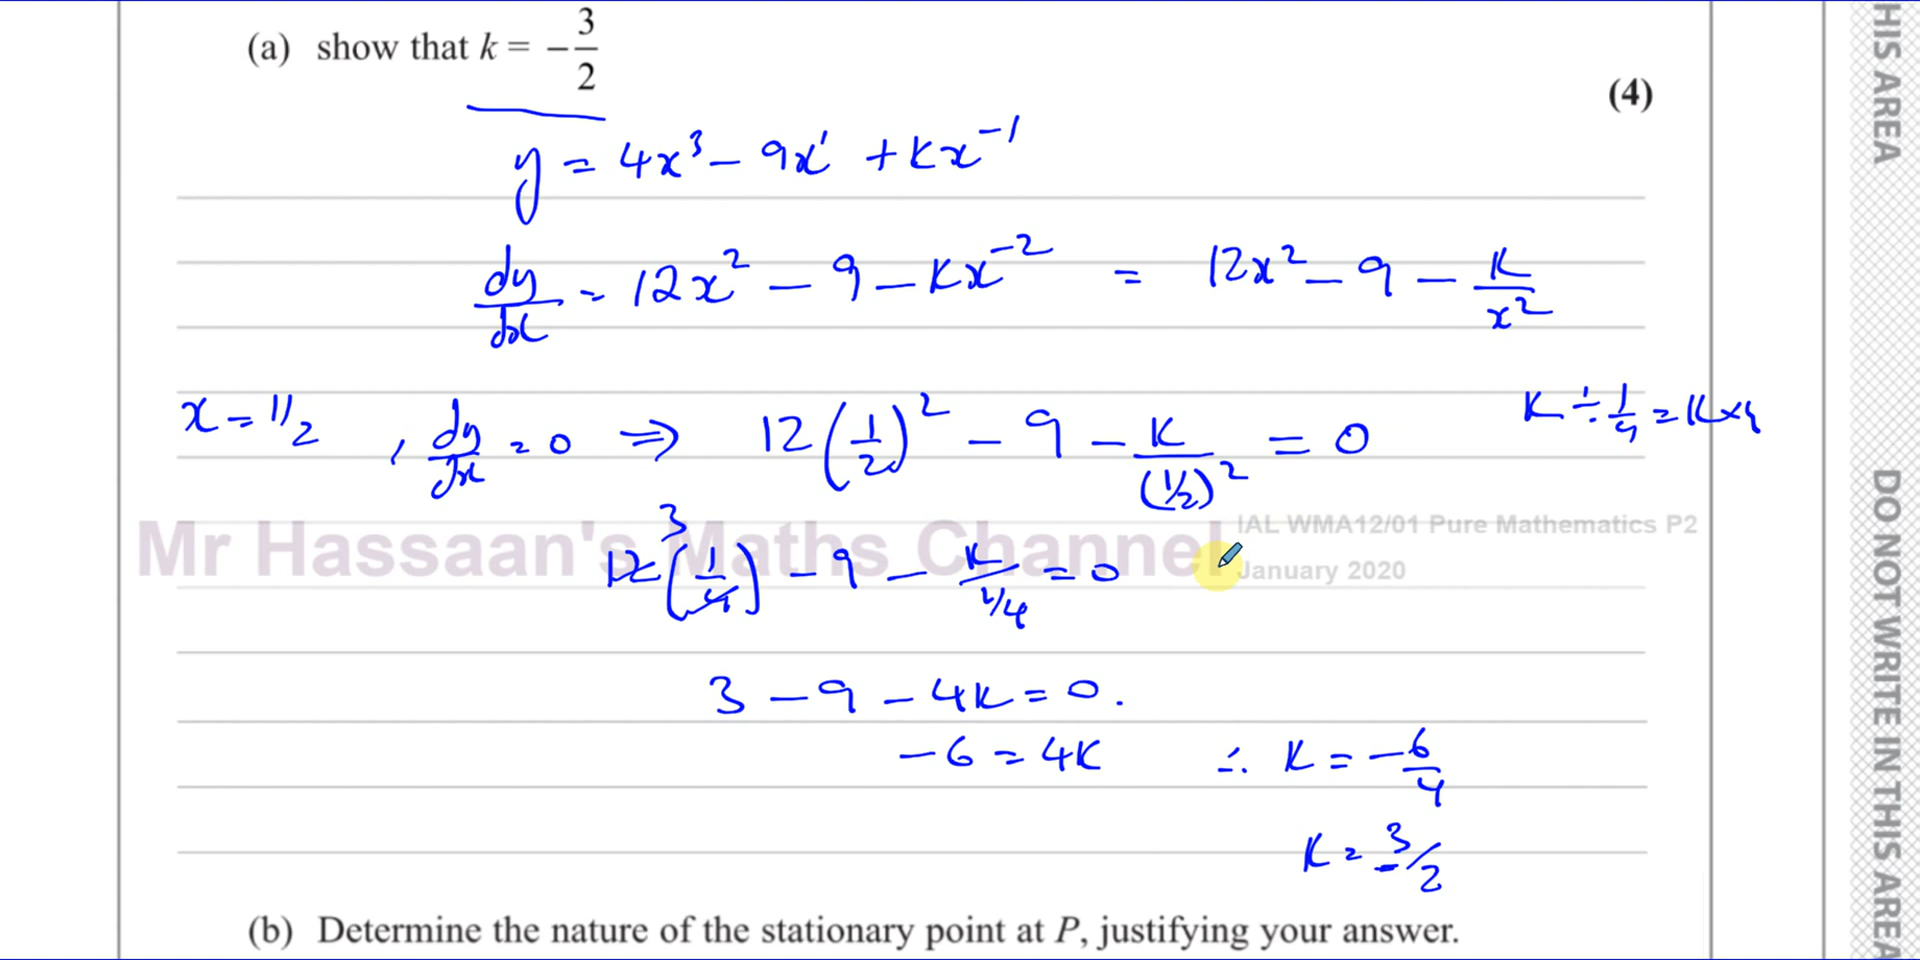 (a) show that k = -3/2
(4)
y = 4x³ - 9x¹ + kx⁻¹
dy/dx = 12x² - 9 - kx⁻² = 12x² - 9 - k/x²
x = 1/2, dy/dx = 0 ⇒ 12(1/2)² - 9 - k/(1/2)² = 0
k ÷ 1/4 = k×4
3
12(1/4) - 9 - k/(1/4) = 0
Mr Hassaan's Maths Channel
IAL WMA12/01 Pure Mathematics P2
January 2020
3 - 9 - 4k = 0.
-6 = 4k ∴ k = -6/4
k = -3/2
(b) Determine the nature of the stationary point at P, justifying your answer.
HIS AREA
DO NOT WRITE IN THIS AREA